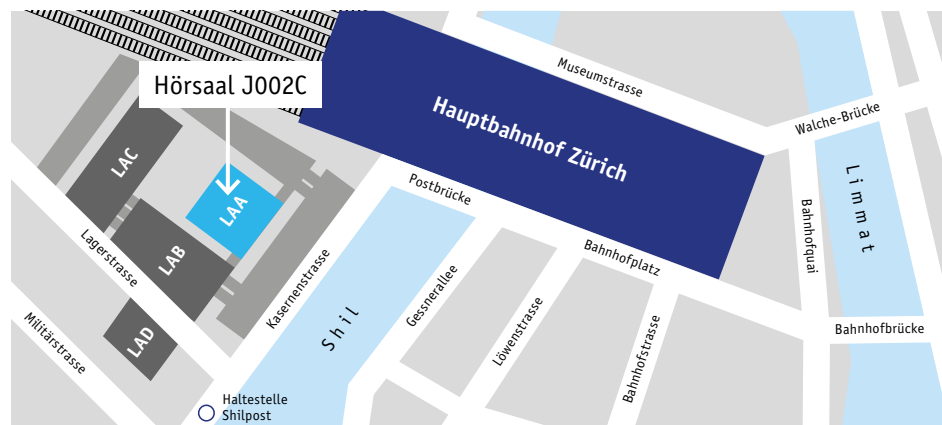 Hörsaal J002C
Museumstrasse
Hauptbahnhof Zürich
Walche-Brücke
LAC
LAA
Postbrücke
Limmat
Bahnhofquai
LAB
Lagerstrasse
Bahnhofplatz
Kasernenstrasse
Gessnerallee
Shil
Löwenstrasse
Bahnhofbrücke
LAD
Militärstrasse
Bahnhofstrasse
Haltestelle
Shilpost